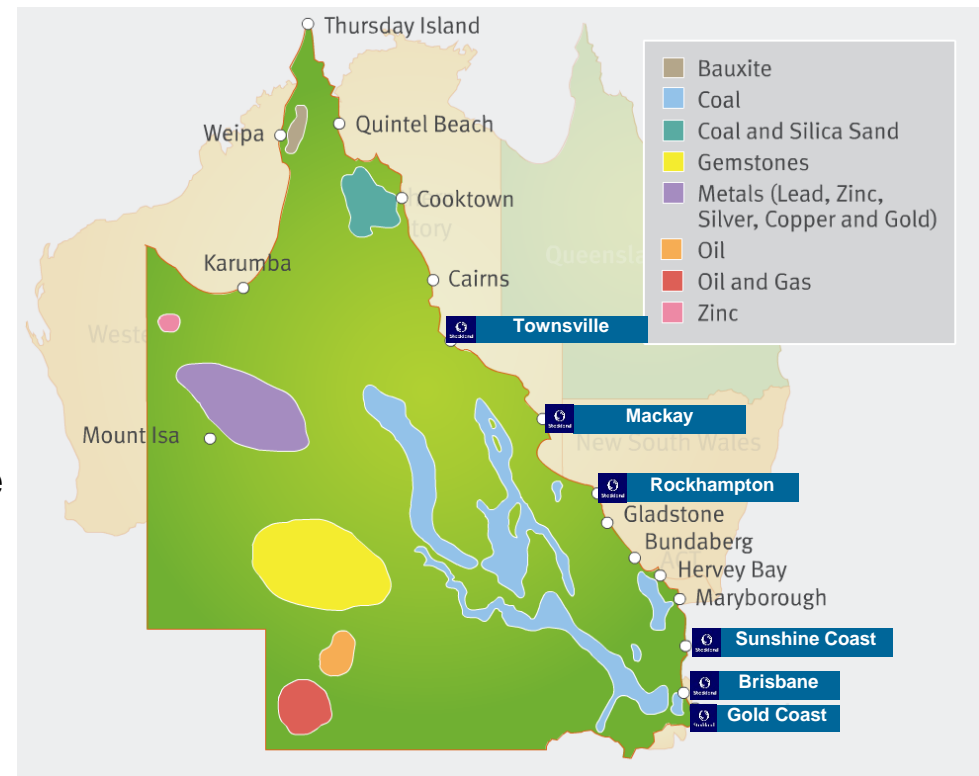 Thursday Island
Bauxite
Coal
Coal and Silica Sand
Gemstones
Metals (Lead, Zinc,
Silver, Copper and Gold)
Oil
Oil and Gas
Zinc
Weipa
Quintel Beach
Cooktown
tory
Queensla
Karumba
Cairns
Weste
Townsville
Mount Isa
Mackay
New South Wales
Rockhampton
Gladstone
Bundaberg
ACT
Hervey Bay
Maryborough
Sunshine Coast
Brisbane
Gold Coast
e